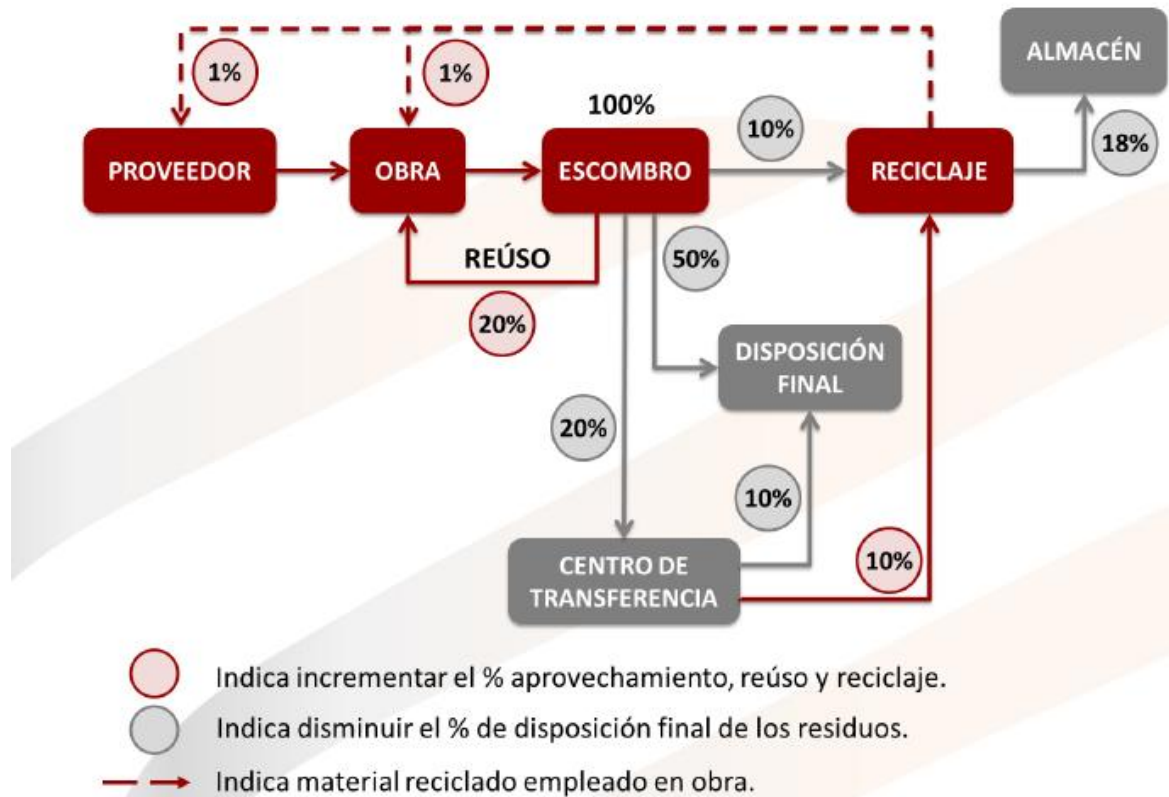 1%
1%
ALMACÉN
100%
10%
18%
PROVEEDOR
OBRA
ESCOMBRO
RECICLAJE
REÚSO
50%
20%
DISPOSICIÓN
FINAL
20%
10%
CENTRO DE
TRANSFERENCIA
10%
Indica incrementar el % aprovechamiento, reúso y reciclaje.
Indica disminuir el % de disposición final de los residuos.
Indica material reciclado empleado en obra.